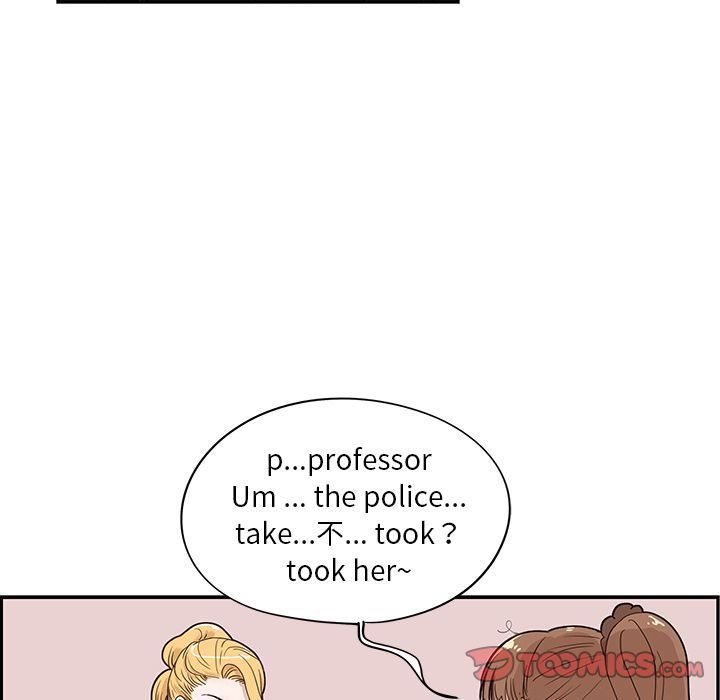 p...professor
Um ... the police...
take...不... took？
took her~
TOOMICS.com